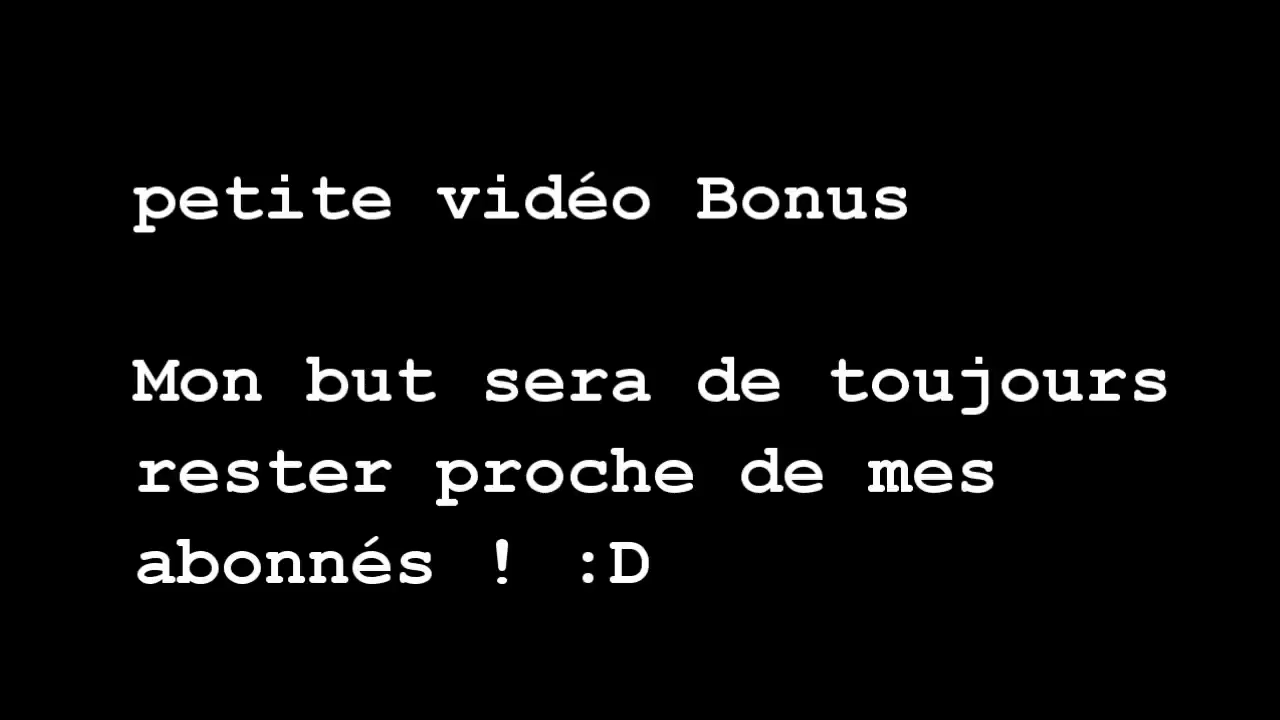 petite vidéo Bonus
Mon but sera de toujours
rester proche de mes
abonnés ! :D